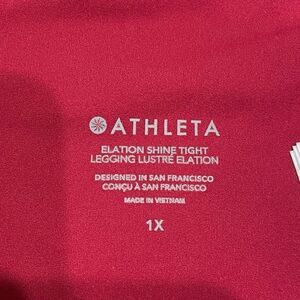 ATHLETA
ELATION SHINE TIGHT
LEGGING LUSTRÉ ELATION
DESIGNED IN SAN FRANCISCO
CONÇU À SAN FRANCISCO
MADE IN VIETNAM
1X